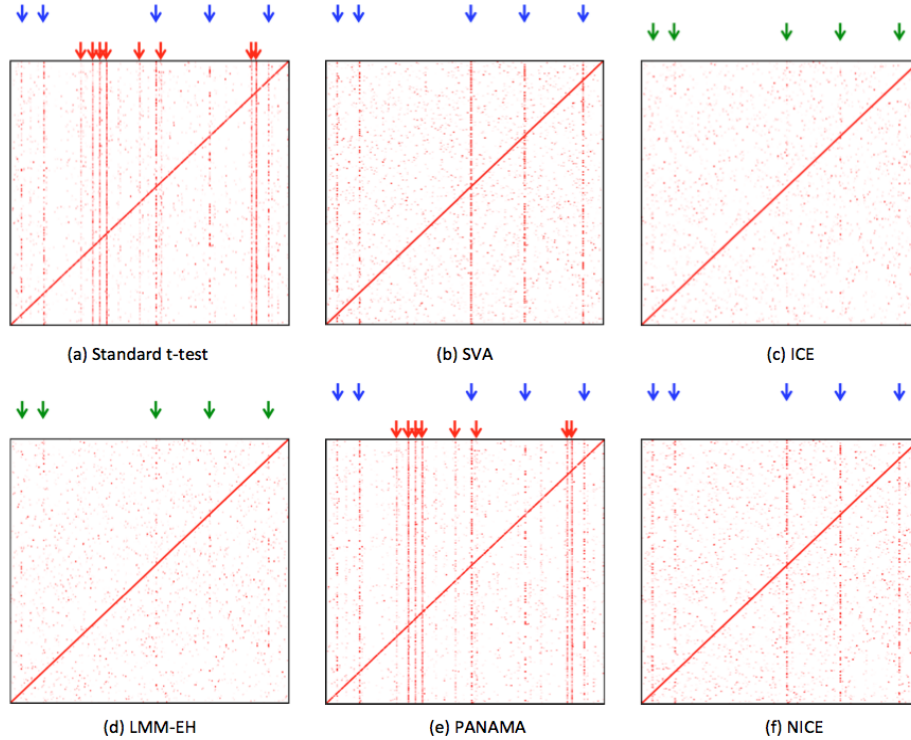 (a) Standard t-test
(b) SVA
(c) ICE
(d) LMM-EH
(e) PANAMA
(f) NICE